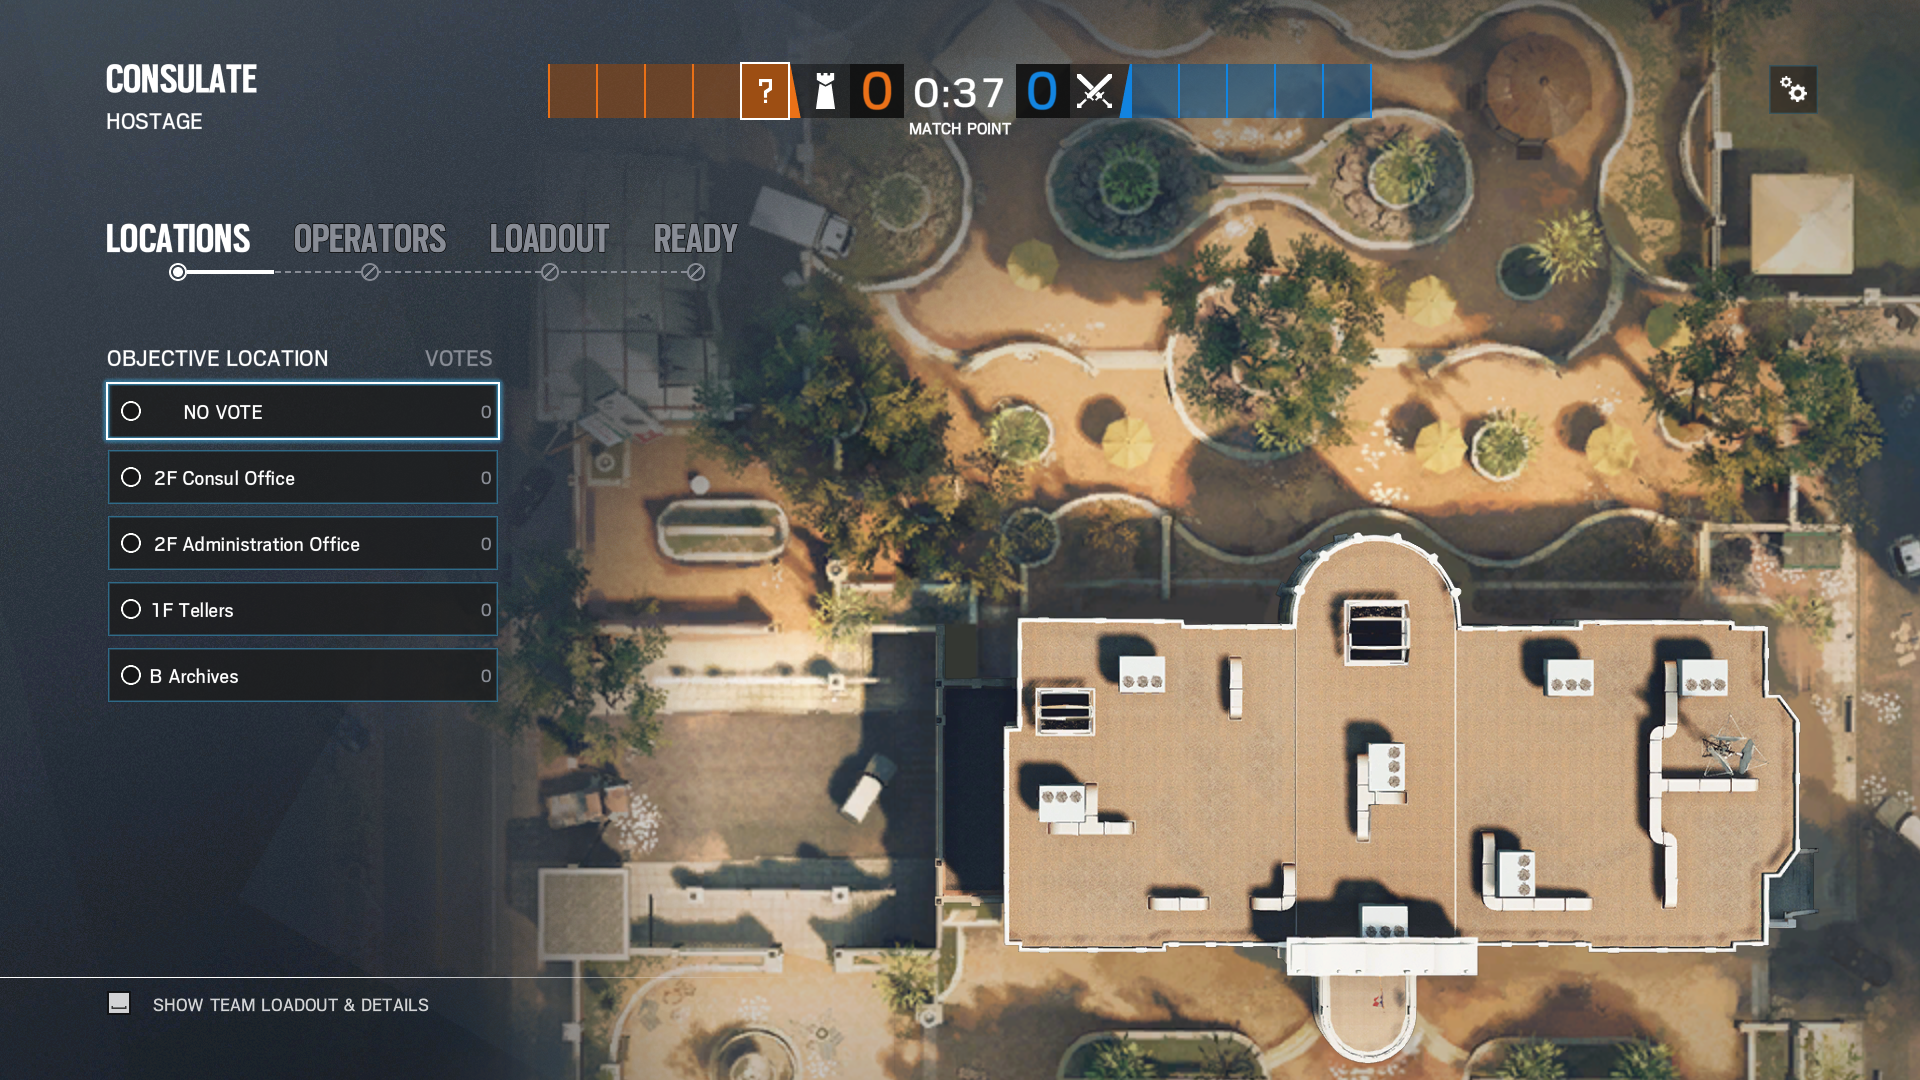 CONSULATE
HOSTAGE
? 0 0:37 0
MATCH POINT
LOCATIONS OPERATORS LOADOUT READY
OBJECTIVE LOCATION VOTES
NO VOTE 0
2F Consul Office 0
2F Administration Office 0
1F Tellers 0
B Archives 0
SHOW TEAM LOADOUT & DETAILS